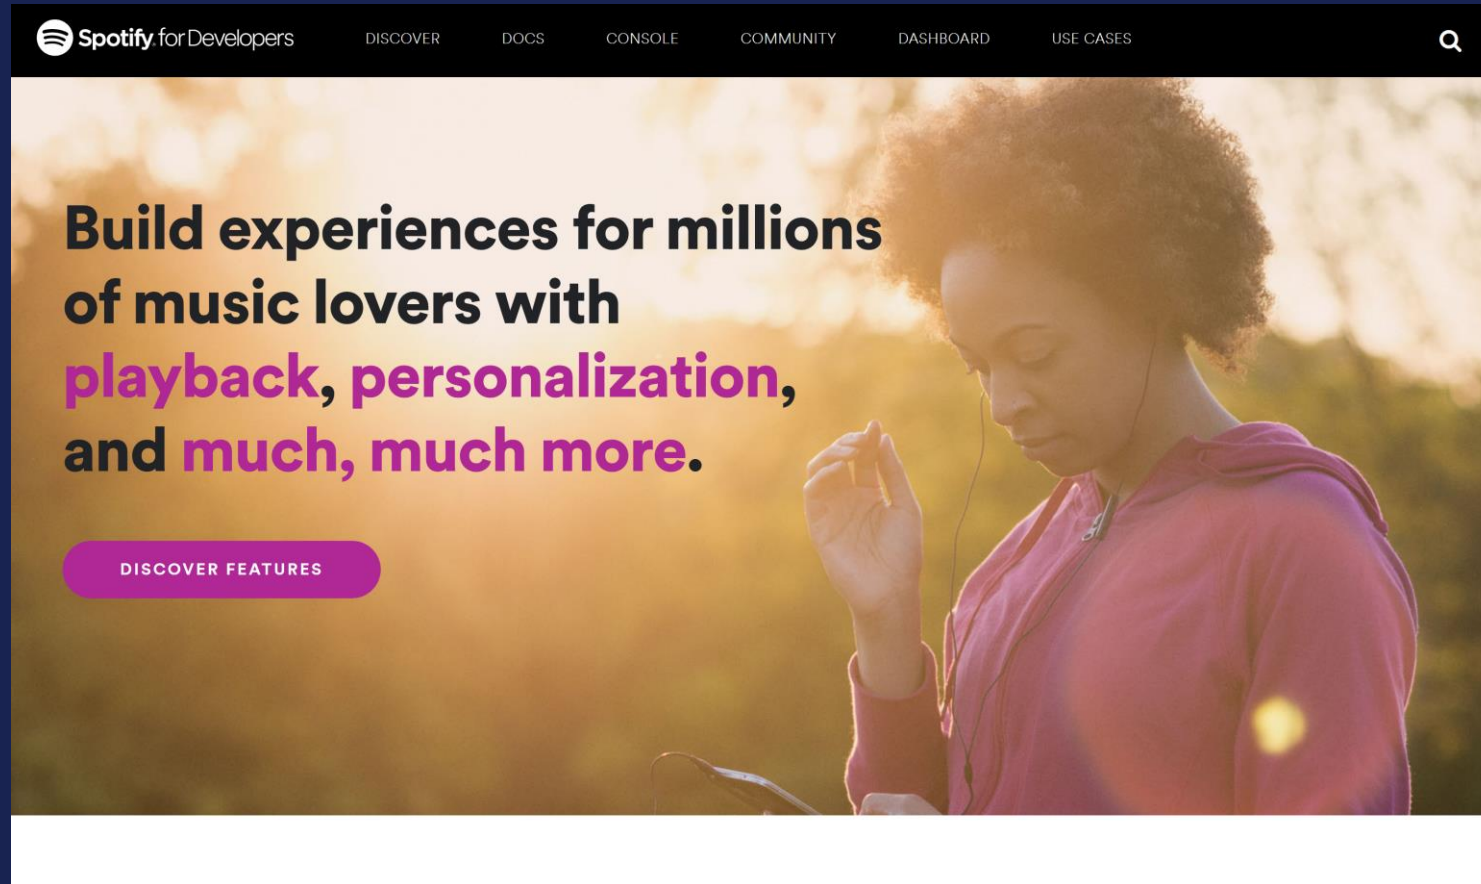 Spotify for Developers DISCOVER DOCS CONSOLE COMMUNITY DASHBOARD USE CASES
Build experiences for millions
of music lovers with
playback, personalization,
and much, much more.
DISCOVER FEATURES